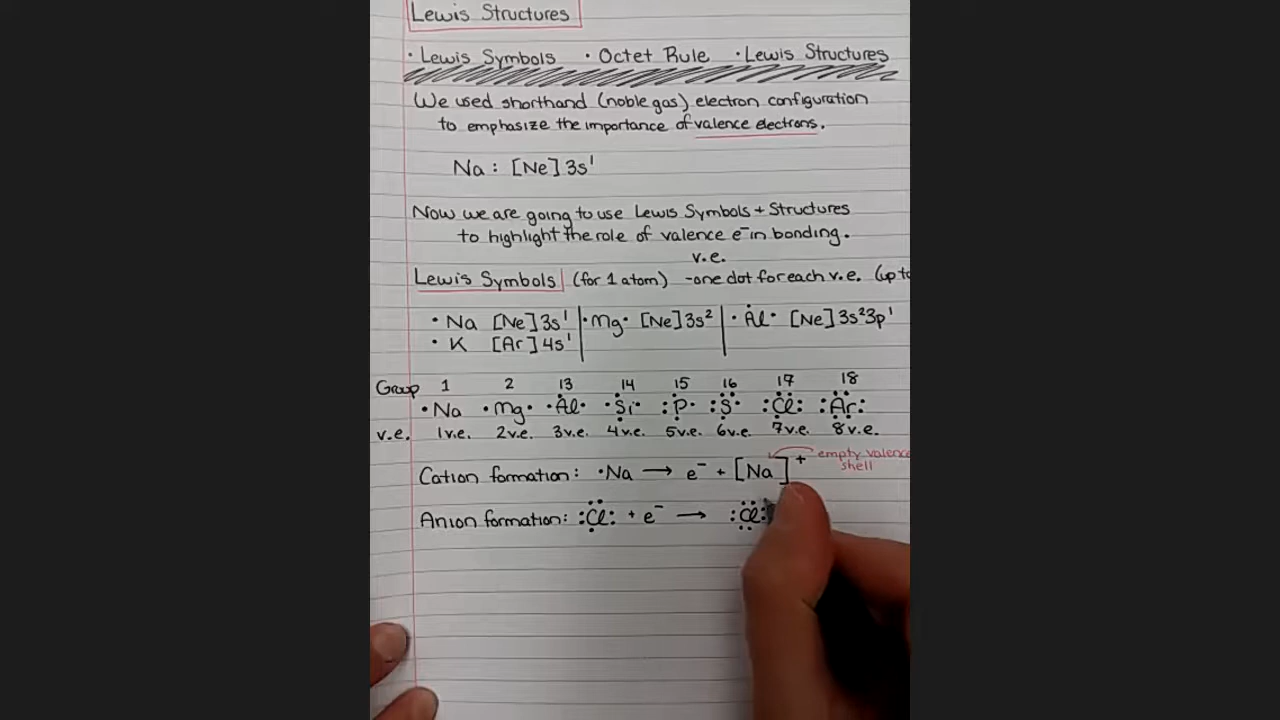 Lewis Structures
· Lewis Symbols · Octet Rule · Lewis Structures
We used shorthand (noble gas) electron configuration
to emphasize the importance of valence electrons.
Na: [Ne] 3s¹
Now we are going to use Lewis Symbols + Structures
to highlight the role of valence e⁻ in bonding.
v.e.
Lewis Symbols (for 1 atom) - one dot for each v.e. (up to
· Na [Ne] 3s¹ | ·Mg· [Ne] 3s² | ·Al· [Ne] 3s²3p¹
· K [Ar] 4s¹
Group 1 2 13 14 15 16 17 18
·Na ·Mg· ·Al· ·Si· :P· :S· :Cl: :Ar:
v.e. 1v.e. 2v.e. 3v.e. 4v.e. 5v.e. 6v.e. 7v.e. 8v.e.
Cation formation: ·Na → e⁻ + [Na]⁺ empty valence
shell
Anion formation: :Cl: + e⁻ → :Cl: